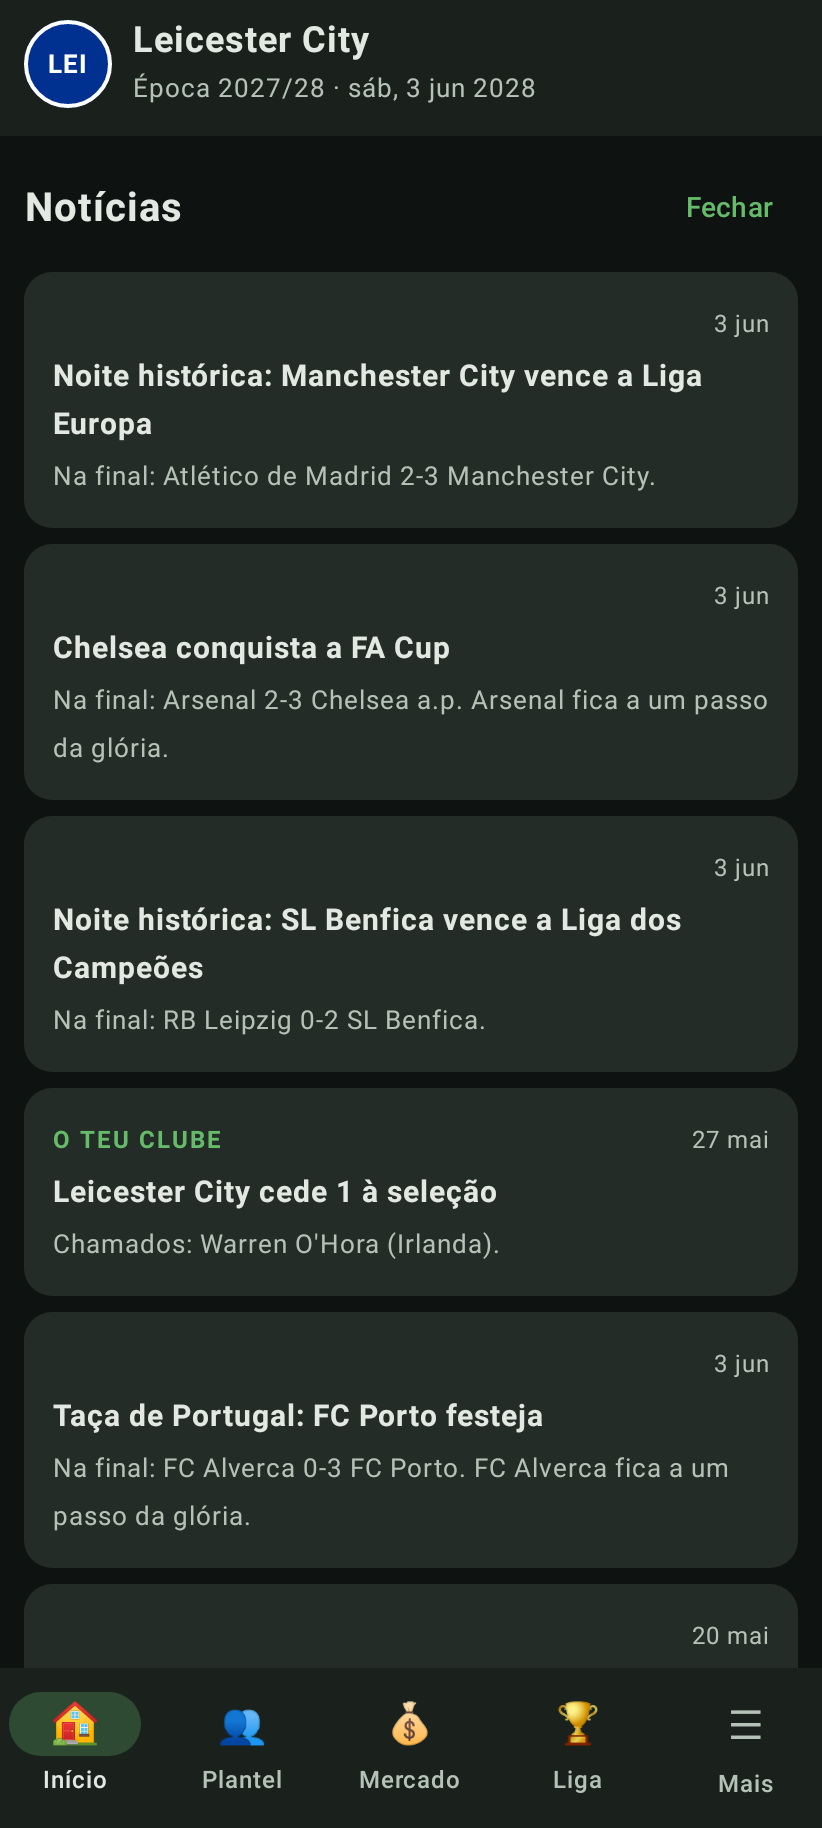 LEI
Leicester City
Época 2027/28 · sáb, 3 jun 2028
Notícias
Fechar
3 jun
Noite histórica: Manchester City vence a Liga
Europa
Na final: Atlético de Madrid 2-3 Manchester City.
3 jun
Chelsea conquista a FA Cup
Na final: Arsenal 2-3 Chelsea a.p. Arsenal fica a um passo
da glória.
3 jun
Noite histórica: SL Benfica vence a Liga dos
Campeões
Na final: RB Leipzig 0-2 SL Benfica.
O TEU CLUBE
27 mai
Leicester City cede 1 à seleção
Chamados: Warren O'Hora (Irlanda).
3 jun
Taça de Portugal: FC Porto festeja
Na final: FC Alverca 0-3 FC Porto. FC Alverca fica a um
passo da glória.
20 mai
Início
Plantel
Mercado
Liga
Mais